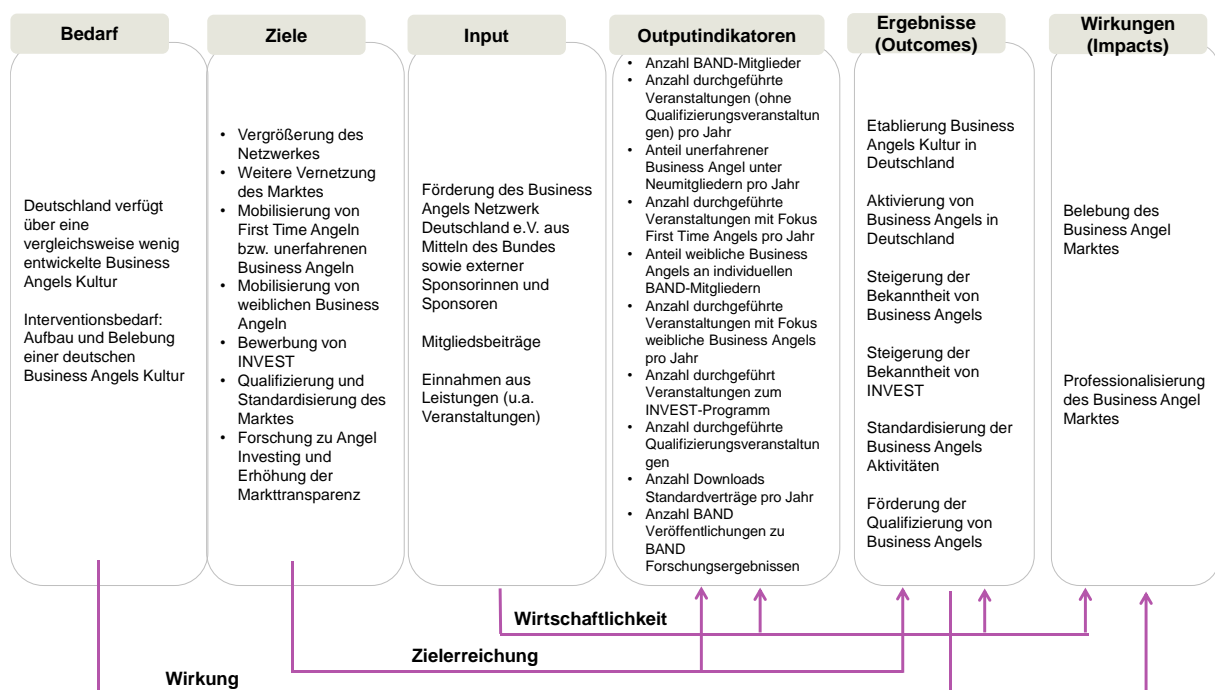 Bedarf
Deutschland verfügt
über eine
vergleichsweise wenig
entwickelte Business
Angels Kultur
Interventionsbedarf:
Aufbau und Belebung
einer deutschen
Business Angels Kultur
Ziele
• Vergrößerung des
Netzwerkes
• Weitere Vernetzung
des Marktes
• Mobilisierung von
First Time Angeln
bzw. unerfahrenen
Business Angeln
• Mobilisierung von
weiblichen Business
Angeln
• Bewerbung von
INVEST
• Qualifizierung und
Standardisierung des
Marktes
• Forschung zu Angel
Investing und
Erhöhung der
Markttransparenz
Input
Förderung des Business
Angels Netzwerk
Deutschland e.V. aus
Mitteln des Bundes
sowie externer
Sponsorinnen und
Sponsoren
Mitgliedsbeiträge
Einnahmen aus
Leistungen (u.a.
Veranstaltungen)
Outputindikatoren
• Anzahl BAND-Mitglieder
• Anzahl durchgeführte
Veranstaltungen (ohne
Qualifizierungsveranstaltun
gen) pro Jahr
• Anteil unerfahrener
Business Angel unter
Neumitgliedern pro Jahr
• Anzahl durchgeführte
Veranstaltungen mit Fokus
First Time Angels pro Jahr
• Anteil weibliche Business
Angels an individuellen
BAND-Mitgliedern
• Anzahl durchgeführte
Veranstaltungen mit Fokus
weibliche Business Angels
pro Jahr
• Anzahl durchgeführt
Veranstaltungen zum
INVEST-Programm
• Anzahl durchgeführte
Qualifizierungsveranstaltun
gen
• Anzahl Downloads
Standardverträge pro Jahr
• Anzahl BAND
Veröffentlichungen zu
BAND
Forschungsergebnissen
Ergebnisse
(Outcomes)
Etablierung Business
Angels Kultur in
Deutschland
Aktivierung von
Business Angels in
Deutschland
Steigerung der
Bekanntheit von
Business Angels
Steigerung der
Bekanntheit von
INVEST
Standardisierung der
Business Angels
Aktivitäten
Förderung der
Qualifizierung von
Business Angels
Wirkungen
(Impacts)
Belebung des
Business Angel
Marktes
Professionalisierung
des Business Angel
Marktes
Wirtschaftlichkeit
Zielerreichung
Wirkung